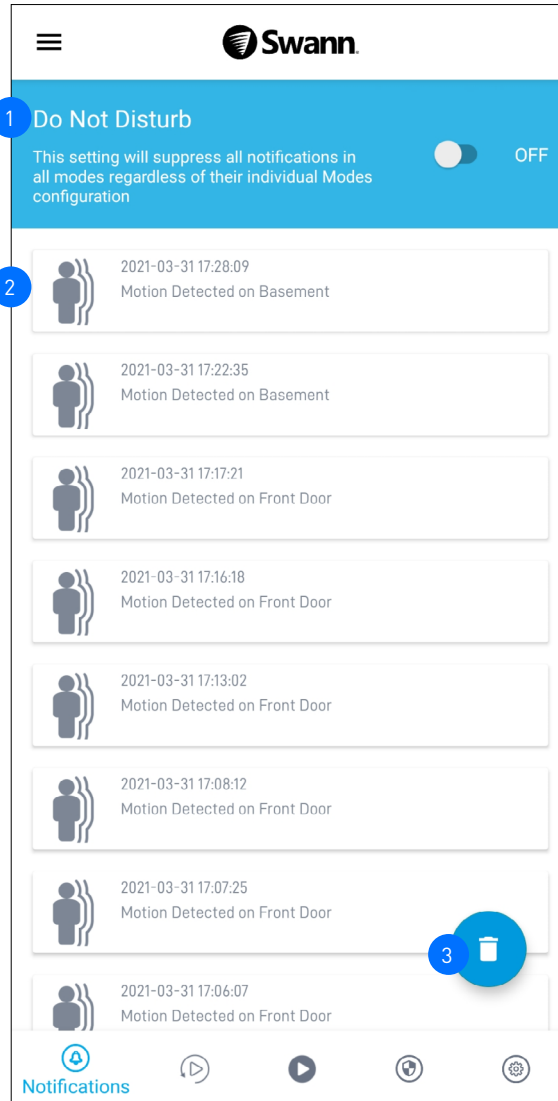 Swann.
1
Do Not Disturb
This setting will suppress all notifications in
all modes regardless of their individual Modes
configuration
OFF
2
2021-03-31 17:28:09
Motion Detected on Basement
2021-03-31 17:22:35
Motion Detected on Basement
2021-03-31 17:17:21
Motion Detected on Front Door
2021-03-31 17:16:18
Motion Detected on Front Door
2021-03-31 17:13:02
Motion Detected on Front Door
2021-03-31 17:08:12
Motion Detected on Front Door
2021-03-31 17:07:25
Motion Detected on Front Door
3
2021-03-31 17:06:07
Motion Detected on Front Door
Notifications